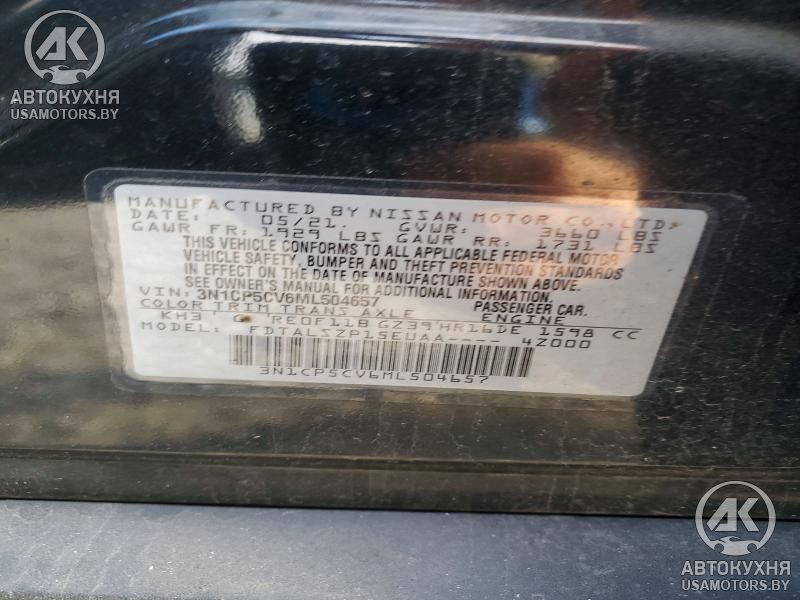 АК
АВТОКУХНЯ
USAMOTORS.BY
MANUFACTURED BY NISSAN MOTOR CO., LTD.
DATE: 05/21. GVWR: 3660 LBS
GAWR FR: 1929 LBS GAWR RR: 1731 LBS
THIS VEHICLE CONFORMS TO ALL APPLICABLE FEDERAL MOTOR
VEHICLE SAFETY, BUMPER AND THEFT PREVENTION STANDARDS
IN EFFECT ON THE DATE OF MANUFACTURE SHOWN ABOVE.
SEE OWNER'S MANUAL FOR ADDITIONAL INFORMATION.
VIN: 3N1CP5CV6ML504657 PASSENGER CAR.
COLOR TRIM TRANS AXLE ENGINE
KH3 RE0F11B GZ39 HR16DE 1598 CC
MODEL: FDTALSZP15EUAA---- 4Z000
3N1CP5CV6ML504657
АК
АВТОКУХНЯ
USAMOTORS.BY